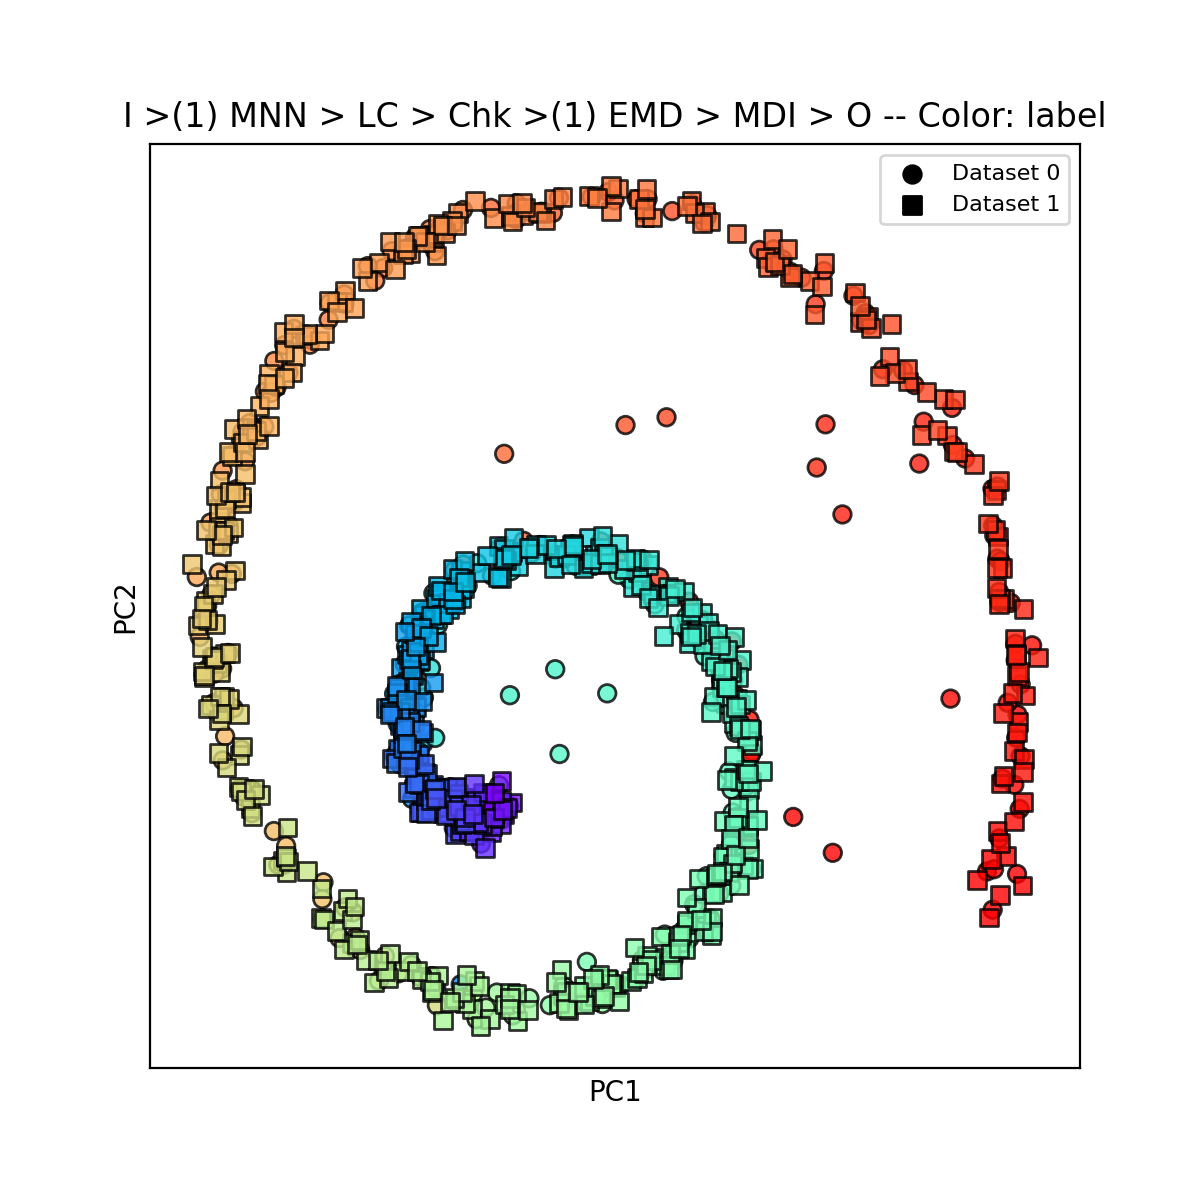 I >(1) MNN > LC > Chk >(1) EMD > MDI > O -- Color: label
Dataset 0
Dataset 1
PC2
PC1